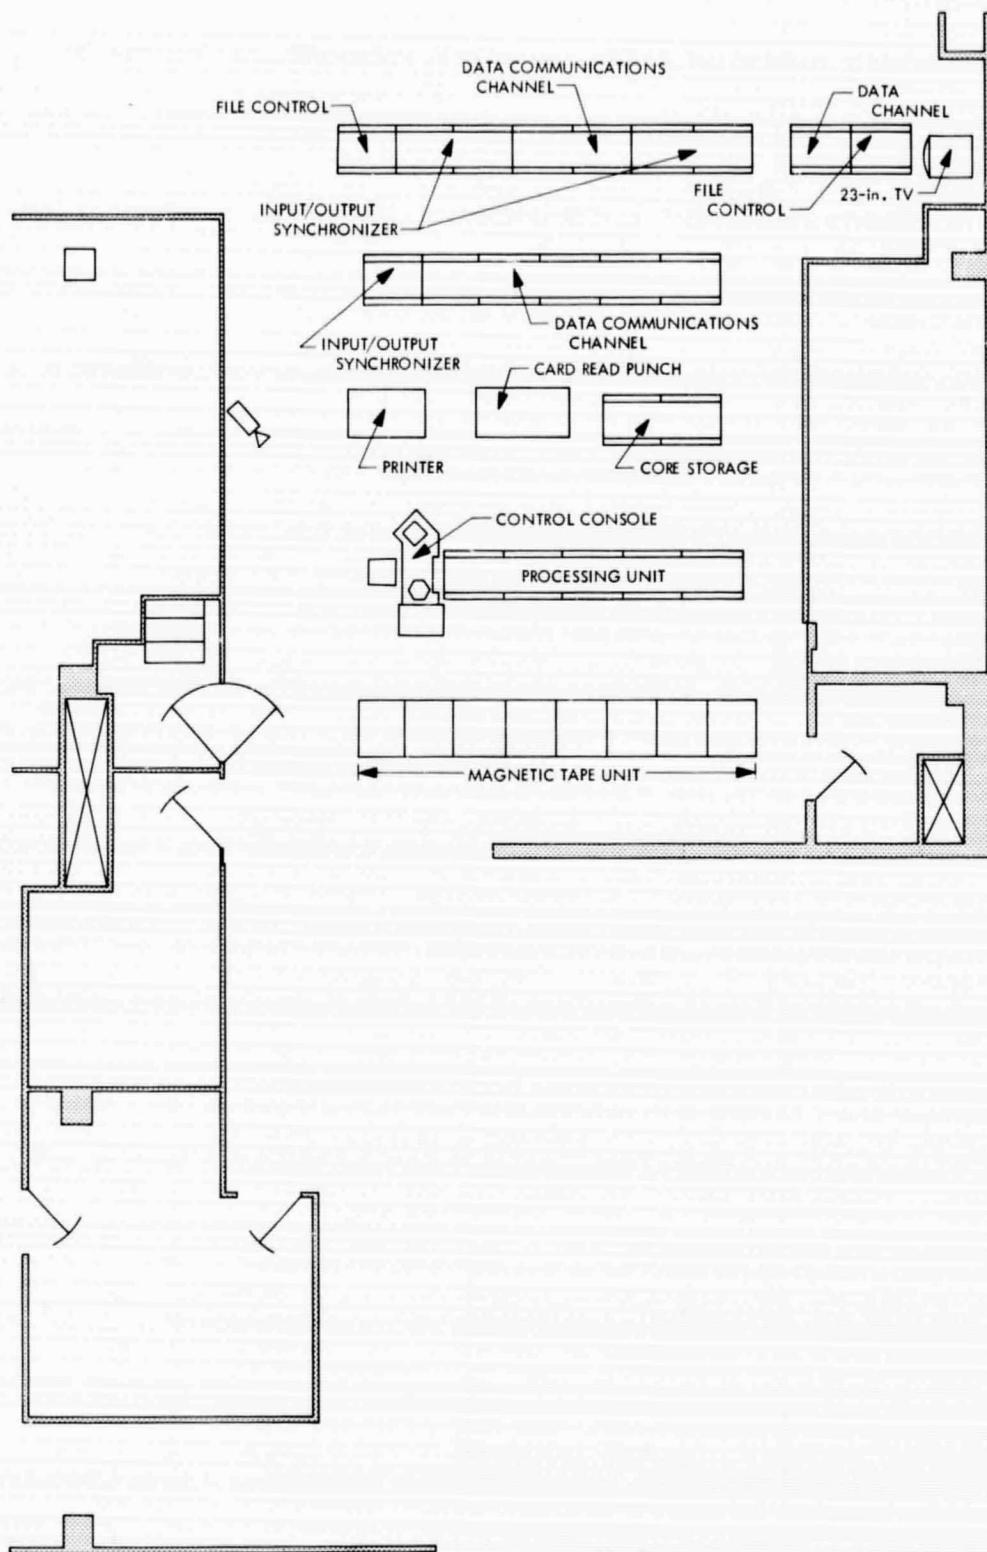 DATA COMMUNICATIONS
CHANNEL
DATA
CHANNEL
FILE CONTROL
FILE
CONTROL
23-in. TV
INPUT/OUTPUT
SYNCHRONIZER
INPUT/OUTPUT
SYNCHRONIZER
DATA COMMUNICATIONS
CHANNEL
CARD READ PUNCH
PRINTER
CORE STORAGE
CONTROL CONSOLE
PROCESSING UNIT
MAGNETIC TAPE UNIT